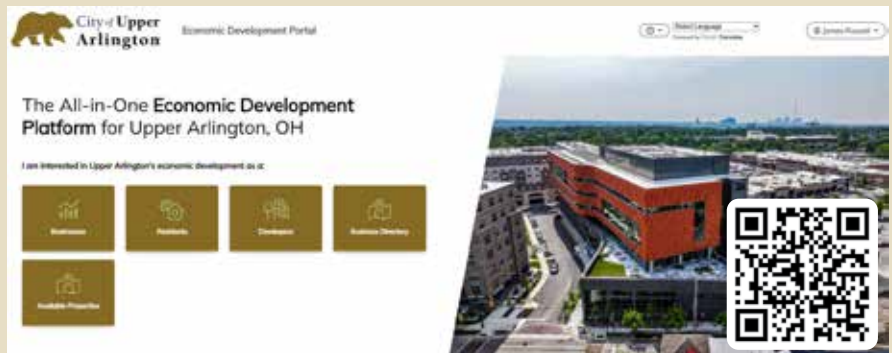 City of Upper
Arlington
Economic Development Portal
Select Language
James Russell
The All-in-One Economic Development
Platform for Upper Arlington, OH
I am interested in Upper Arlington's economic development as a:
Businesses
Residents
Developers
Business Directory
Available Properties